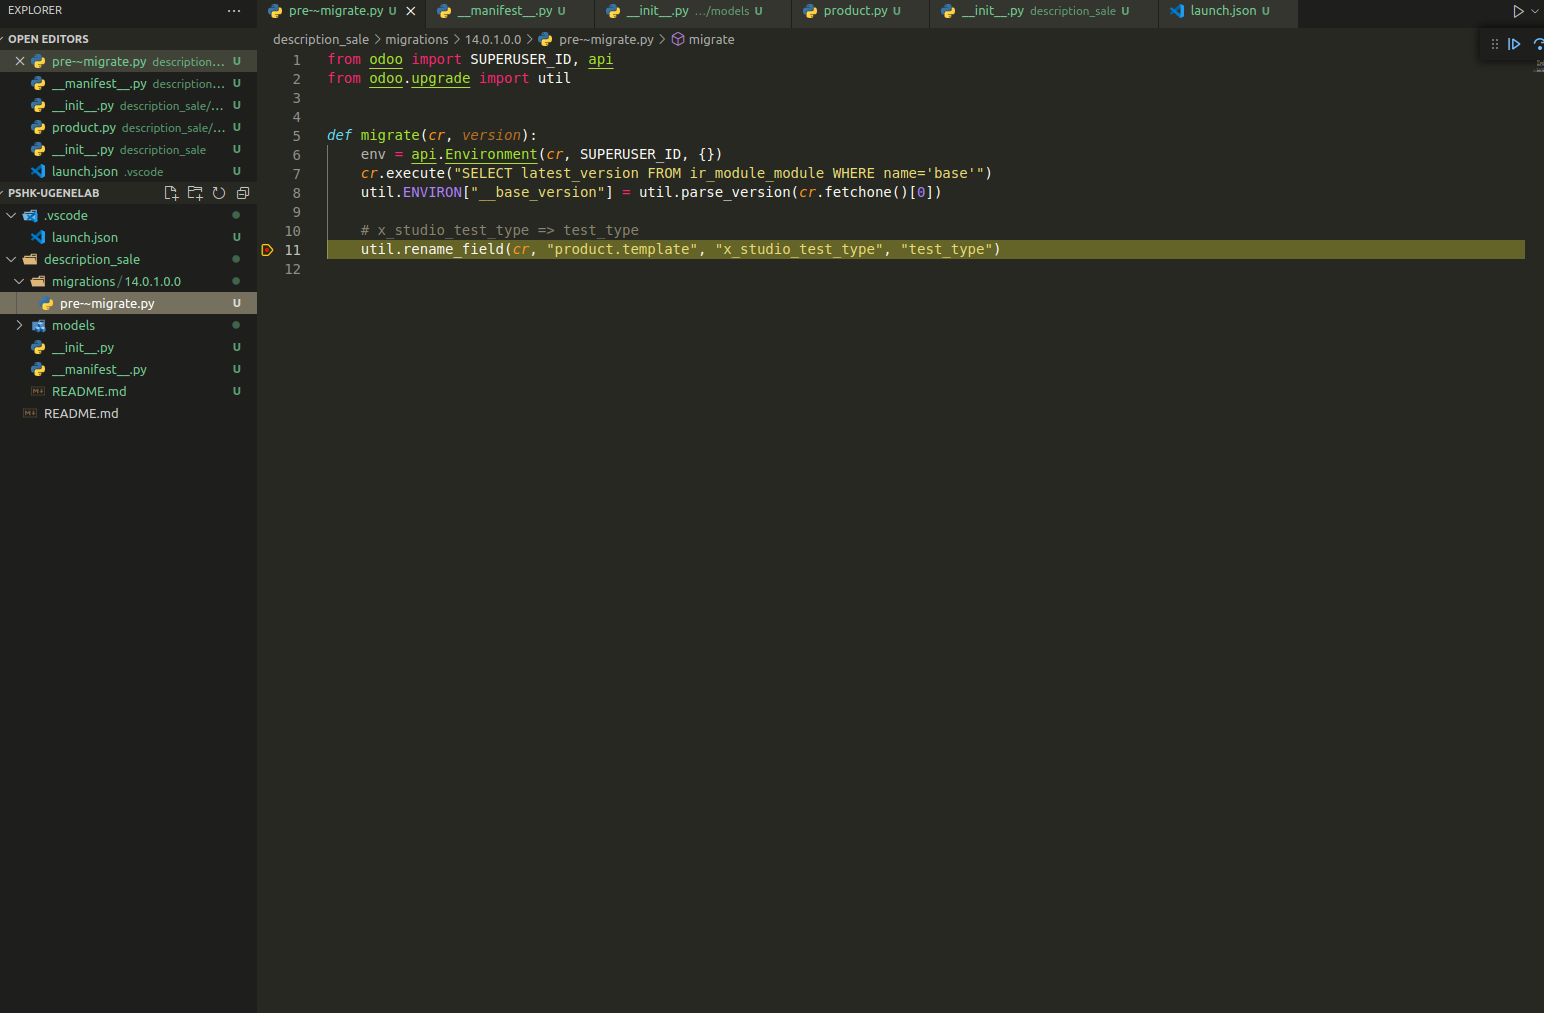 EXPLORER
OPEN EDITORS
pre-~migrate.py description... U
__manifest__.py description... U
__init__.py description_sale/... U
product.py description_sale/... U
__init__.py description_sale U
launch.json .vscode U
PSHK-UGENELAB
.vscode
launch.json U
description_sale
migrations/14.0.1.0.0
pre-~migrate.py U
models
__init__.py U
__manifest__.py U
README.md U
README.md
pre-~migrate.py U
__manifest__.py U
__init__.py .../models U
product.py U
__init__.py description_sale U
launch.json U
description_sale > migrations > 14.0.1.0.0 > pre-~migrate.py > migrate
1 from odoo import SUPERUSER_ID, api
2 from odoo.upgrade import util
3
4
5 def migrate(cr, version):
6 env = api.Environment(cr, SUPERUSER_ID, {})
7 cr.execute("SELECT latest_version FROM ir_module_module WHERE name='base'")
8 util.ENVIRON["__base_version"] = util.parse_version(cr.fetchone()[0])
9
10 # x_studio_test_type => test_type
11 util.rename_field(cr, "product.template", "x_studio_test_type", "test_type")
12